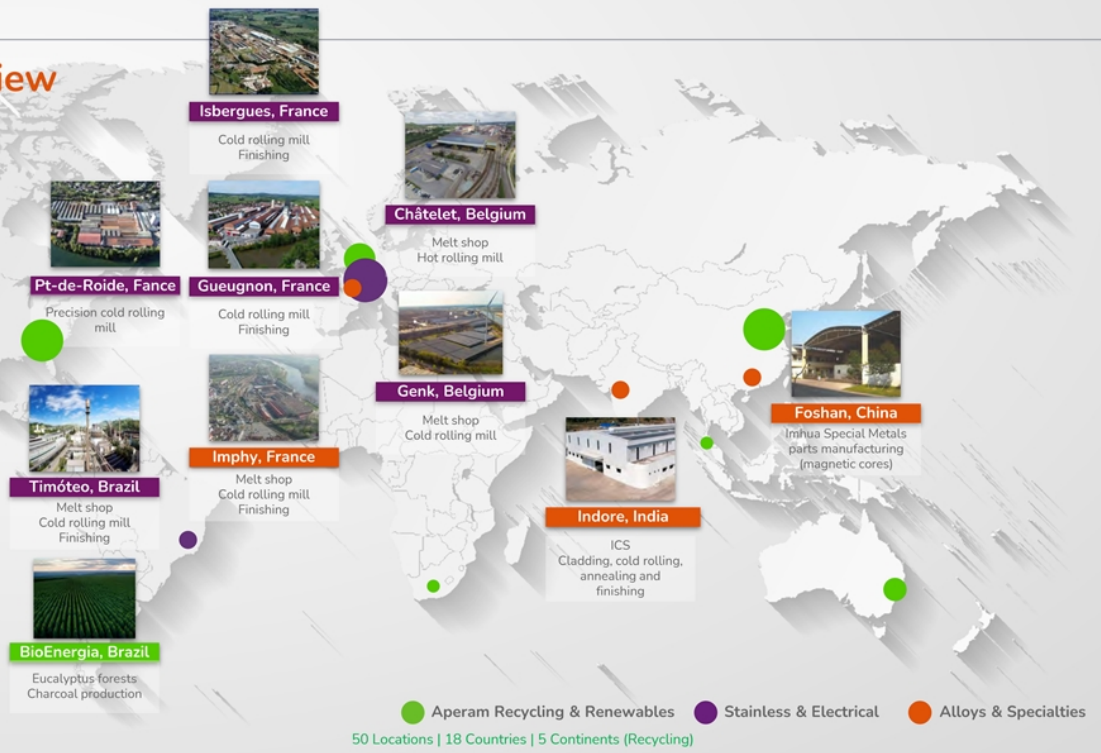 iew
Isbergues, France
Cold rolling mill
Finishing
Châtelet, Belgium
Melt shop
Hot rolling mill
Pt-de-Roide, Fance
Precision cold rolling
mill
Gueugnon, France
Cold rolling mill
Finishing
Genk, Belgium
Melt shop
Cold rolling mill
Foshan, China
Imhua Special Metals
parts manufacturing
(magnetic cores)
Timóteo, Brazil
Melt shop
Cold rolling mill
Finishing
Imphy, France
Melt shop
Cold rolling mill
Finishing
Indore, India
ICS
Cladding, cold rolling,
annealing and
finishing
BioEnergia, Brazil
Eucalyptus forests
Charcoal production
Aperam Recycling & Renewables
Stainless & Electrical
Alloys & Specialties
50 Locations | 18 Countries | 5 Continents (Recycling)